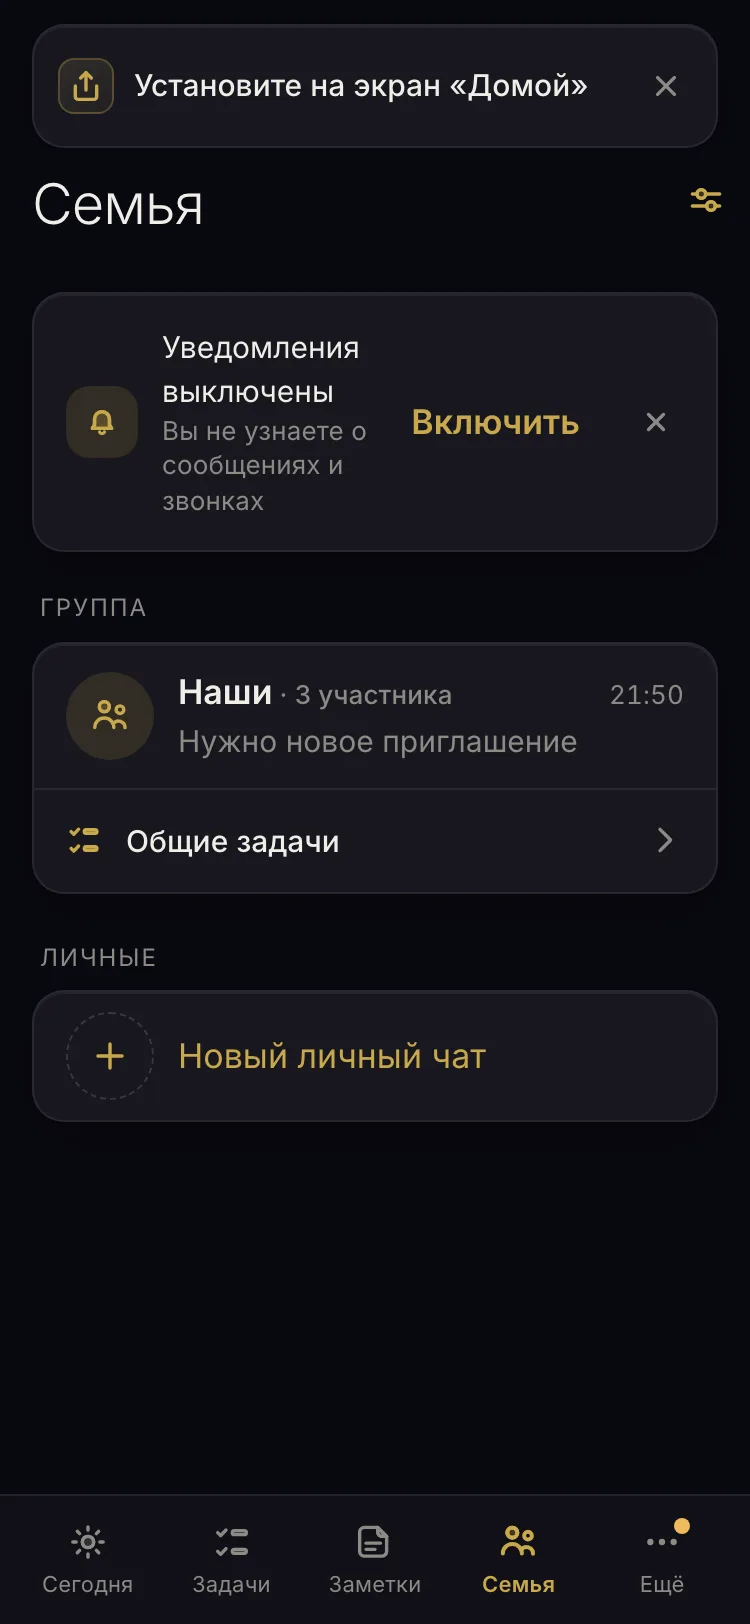 Установите на экран «Домой»
Семья
Уведомления
выключены
Вы не узнаете о
сообщениях и
звонках
Включить
ГРУППА
Наши · 3 участника 21:50
Нужно новое приглашение
Общие задачи
ЛИЧНЫЕ
Новый личный чат
Сегодня Задачи Заметки Семья Ещё